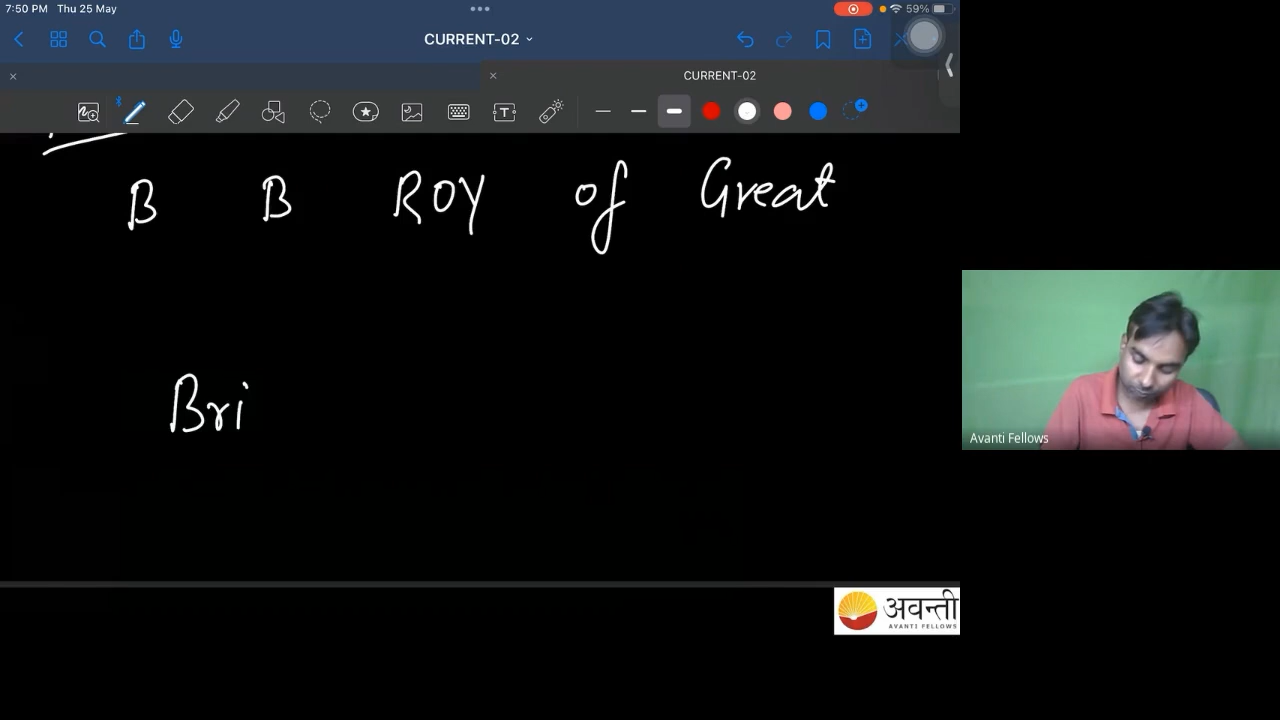 7:50 PM Thu 25 May
59%
CURRENT-02
CURRENT-02
B B ROY of Great
Bri
Avanti Fellows
अवन्ती
AVANTI FELLOWS